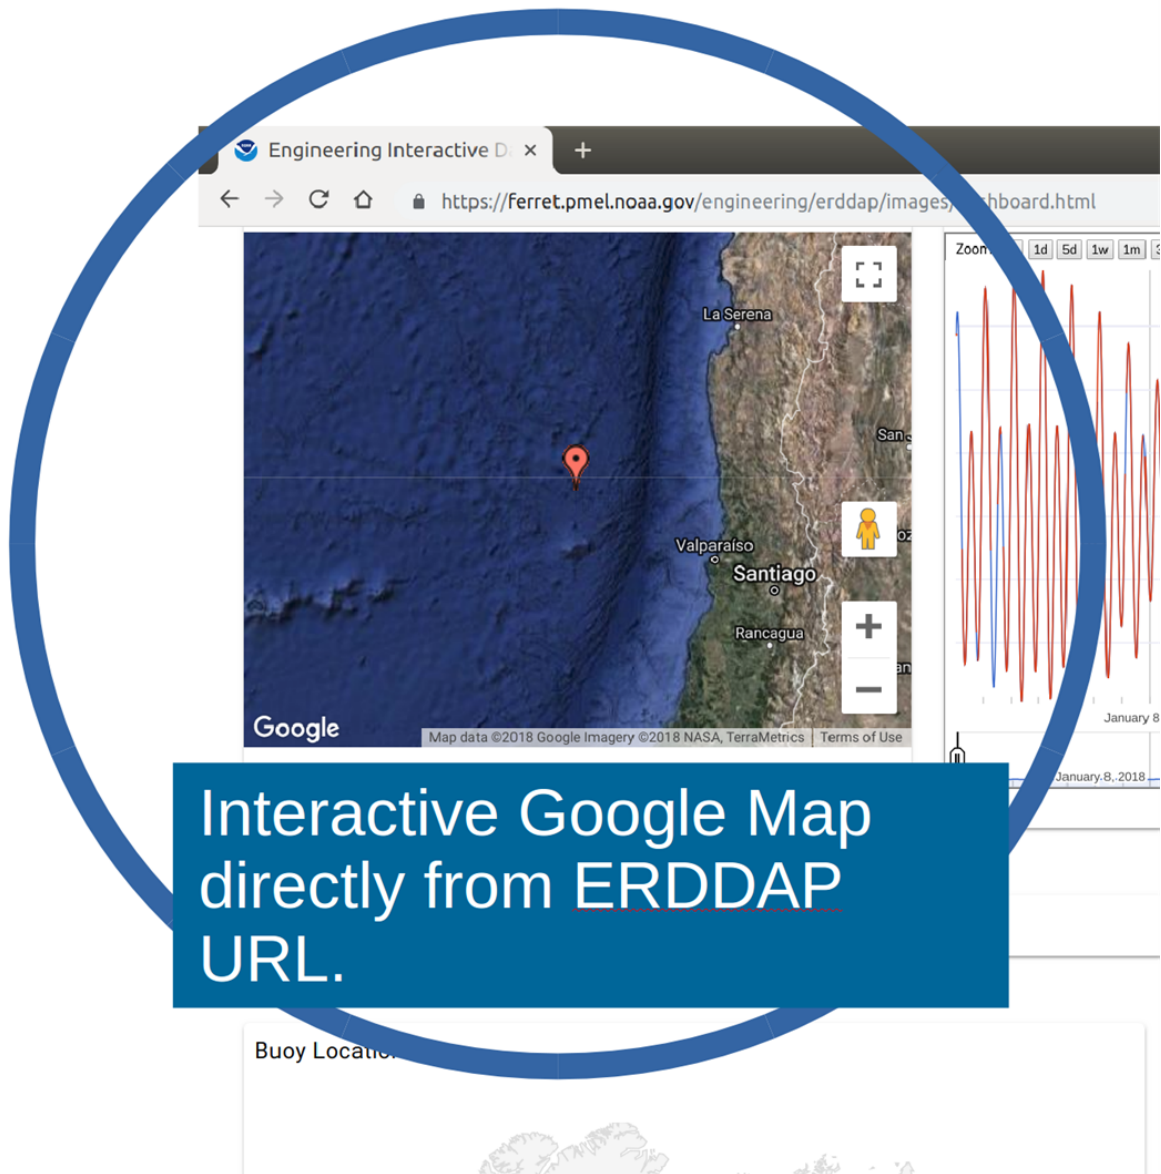 Engineering Interactive D
https://ferret.pmel.noaa.gov/engineering/erddap/images/
hboard.html
Zoom
1d 5d 1w 1m
La Serena
San
Valparaíso
Santiago
Rancagua
Google
Map data ©2018 Google Imagery ©2018 NASA, TerraMetrics
Terms of Use
January 8
January 8, 2018
Interactive Google Map
directly from ERDDAP
URL.
Buoy Location